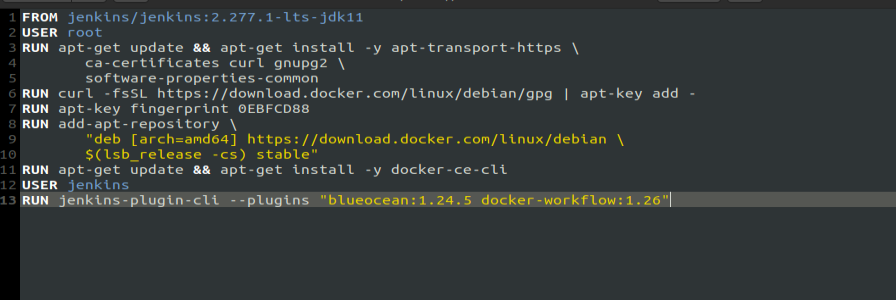 1 FROM jenkins/jenkins:2.277.1-lts-jdk11
2 USER root
3 RUN apt-get update && apt-get install -y apt-transport-https \
4        ca-certificates curl gnupg2 \
5        software-properties-common
6 RUN curl -fsSL https://download.docker.com/linux/debian/gpg | apt-key add -
7 RUN apt-key fingerprint 0EBFCD88
8 RUN add-apt-repository \
9        "deb [arch=amd64] https://download.docker.com/linux/debian \
10        $(lsb_release -cs) stable"
11 RUN apt-get update && apt-get install -y docker-ce-cli
12 USER jenkins
13 RUN jenkins-plugin-cli --plugins "blueocean:1.24.5 docker-workflow:1.26"